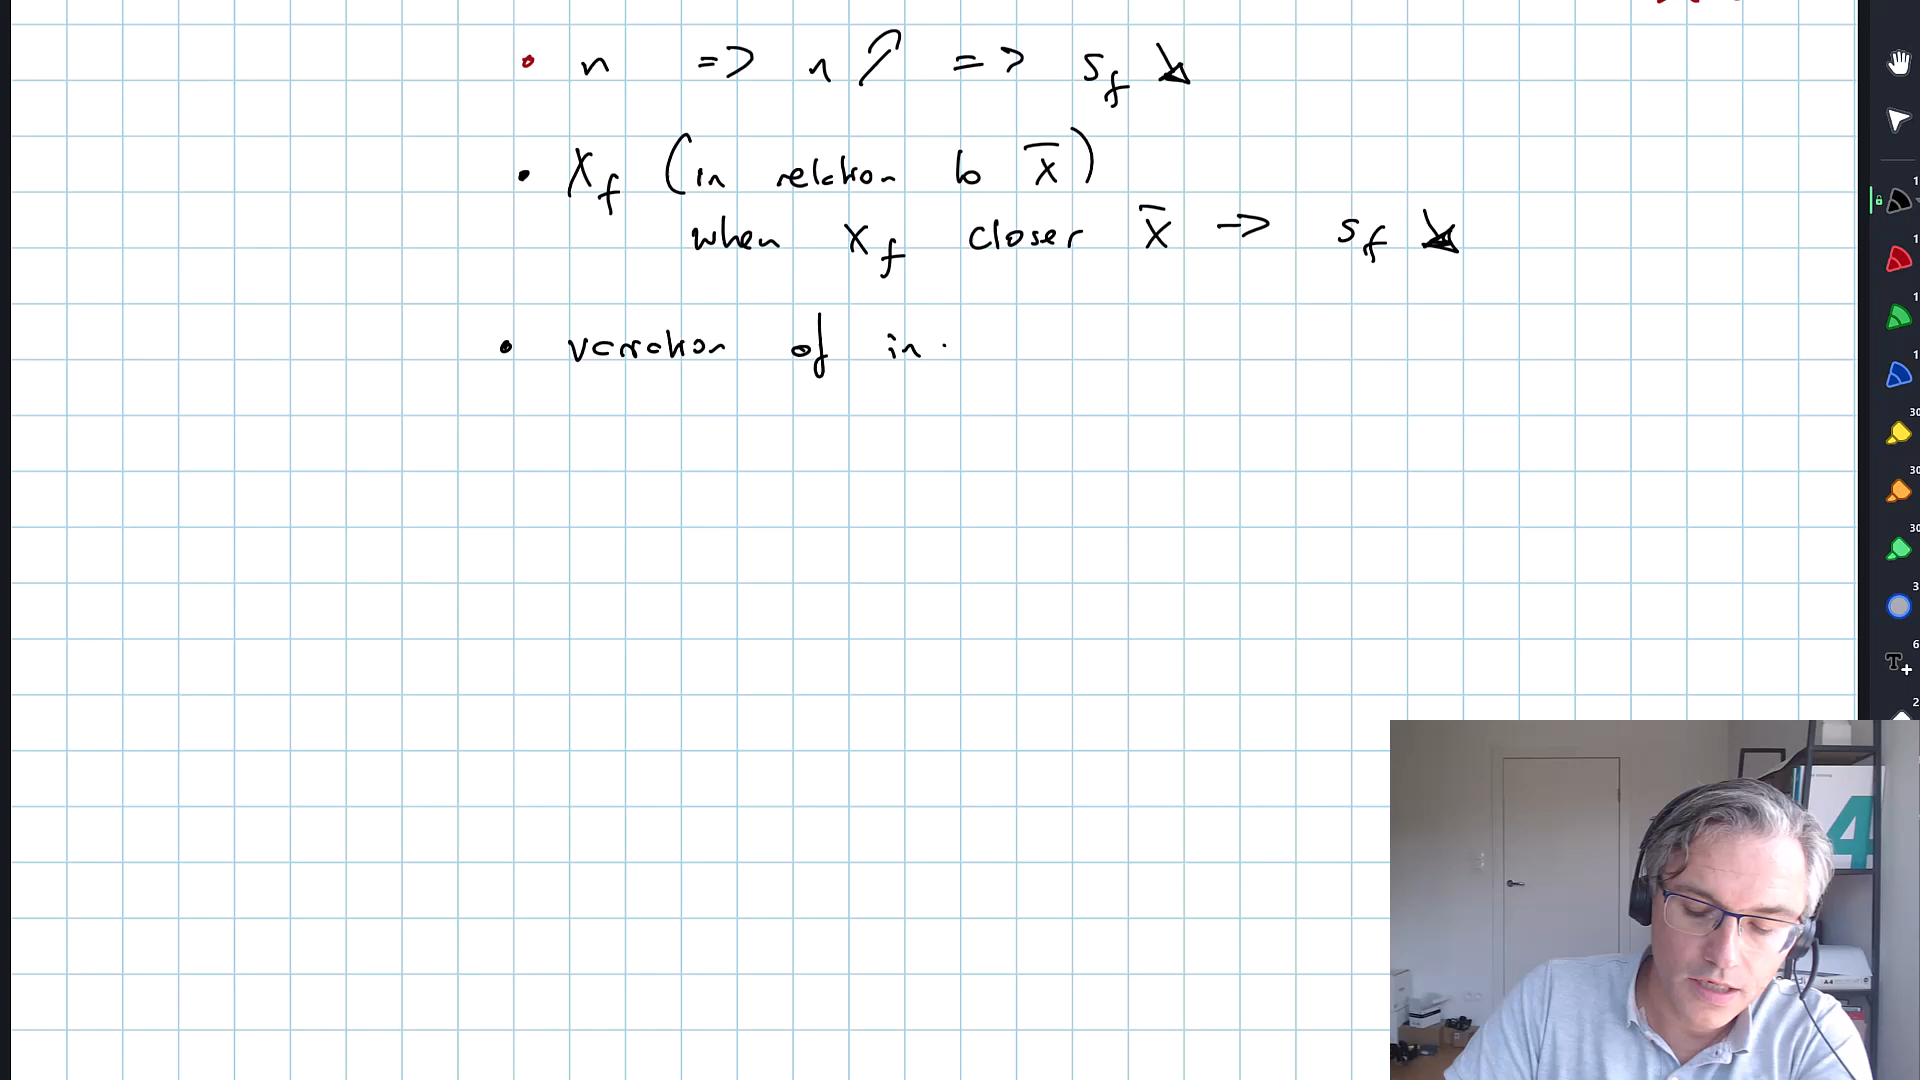 • n => n ↗ => s_f ↘
• X_f (in relation to x̄)
when x_f closer x̄ -> s_f ↘
• variation of in